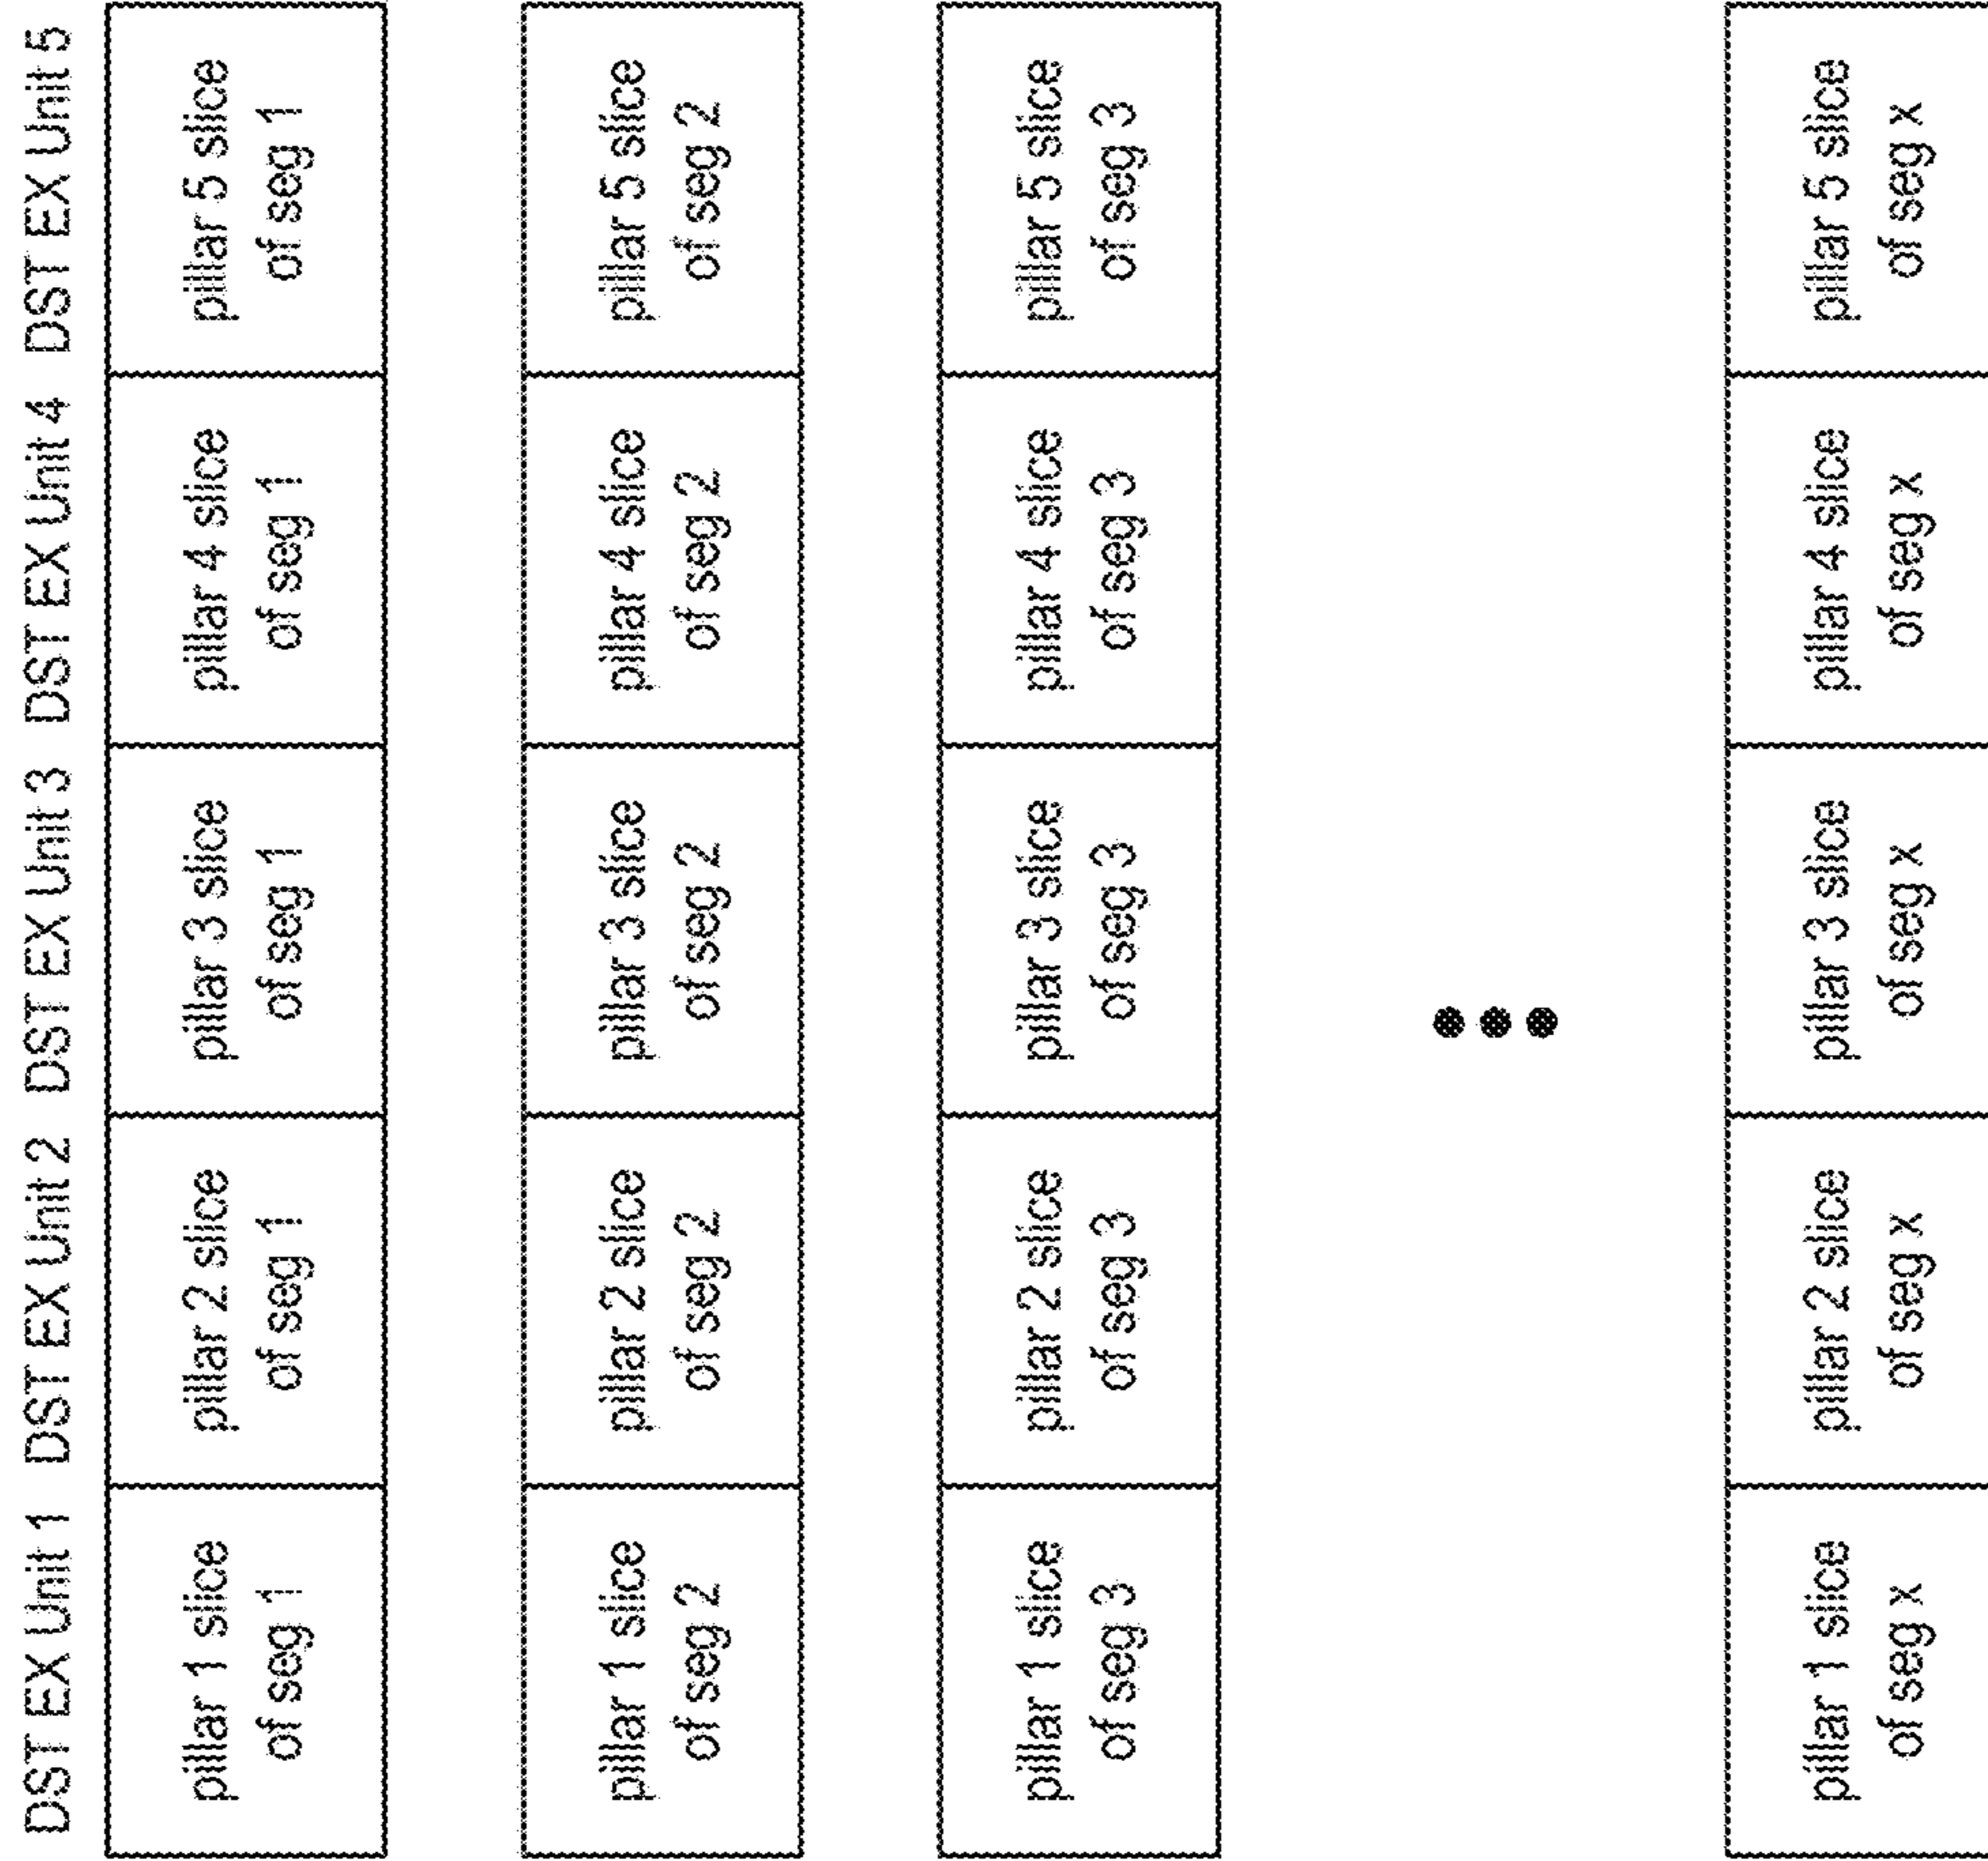 DST EX Unit 1 DST EX Unit 2 DST EX Unit 3 DST EX Unit 4 DST EX Unit 5
pillar 1 slice pillar 2 slice pillar 3 slice pillar 4 slice pillar 5 slice
of seg 1 of seg 1 of seg 1 of seg 1 of seg 1
pillar 1 slice pillar 2 slice pillar 3 slice pillar 4 slice pillar 5 slice
of seg 2 of seg 2 of seg 2 of seg 2 of seg 2
pillar 1 slice pillar 2 slice pillar 3 slice pillar 4 slice pillar 5 slice
of seg 3 of seg 3 of seg 3 of seg 3 of seg 3
pillar 1 slice pillar 2 slice pillar 3 slice pillar 4 slice pillar 5 slice
of seg x of seg x of seg x of seg x of seg x